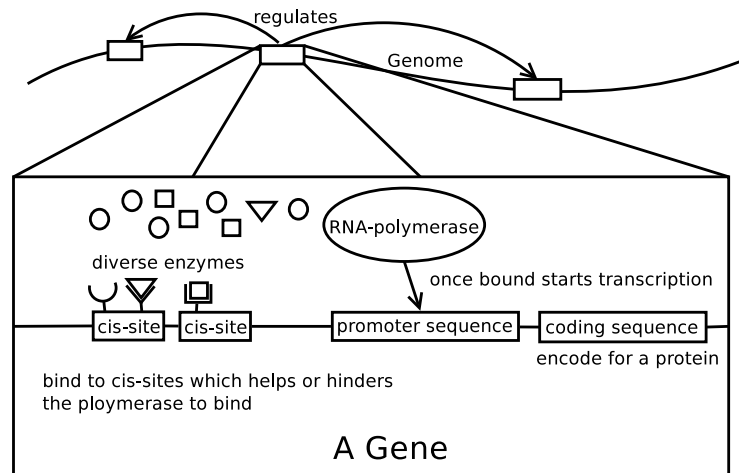 regulates
Genome
RNA-polymerase
diverse enzymes
once bound starts transcription
cis-site
cis-site
promoter sequence
coding sequence
encode for a protein
bind to cis-sites which helps or hinders
the ploymerase to bind
A Gene